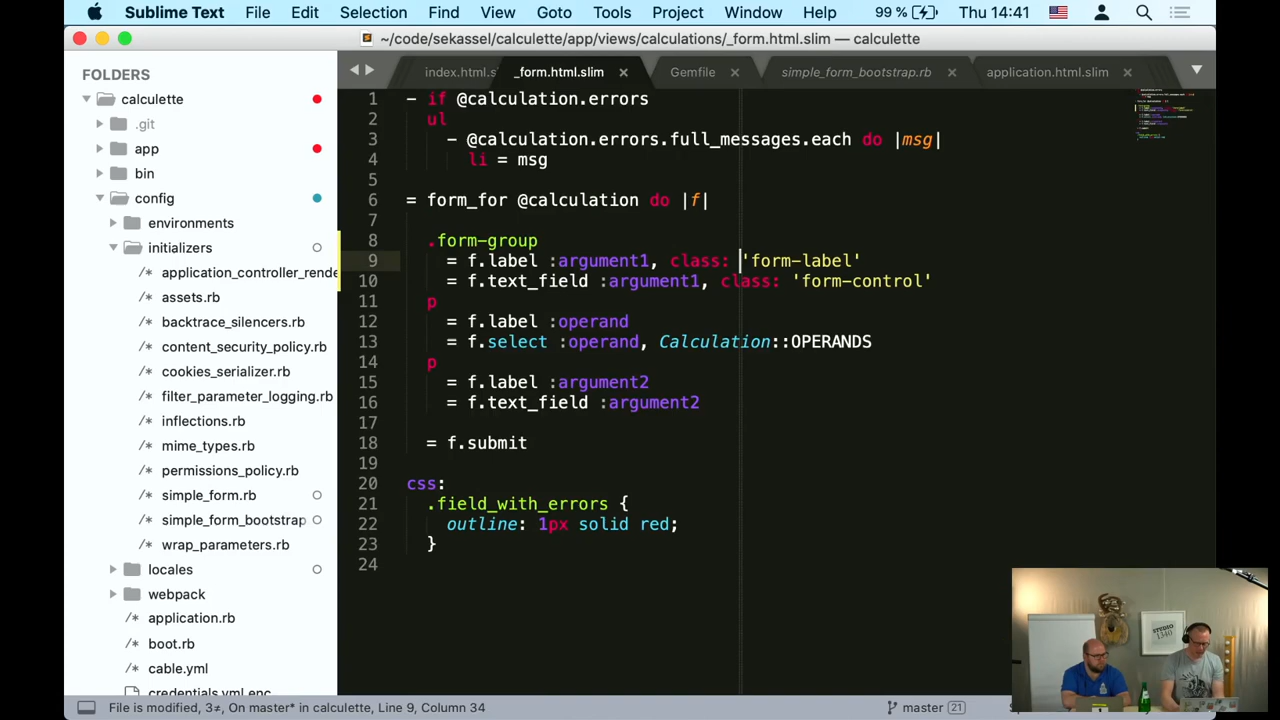 Sublime Text File Edit Selection Find View Goto Tools Project Window Help 99 % Thu 14:41
~/code/sekassel/calculette/app/views/calculations/_form.html.slim — calculette
FOLDERS
calculette
.git
app
bin
config
environments
initializers
/* application_controller_rende
/* assets.rb
/* backtrace_silencers.rb
/* content_security_policy.rb
/* cookies_serializer.rb
/* filter_parameter_logging.rb
/* inflections.rb
/* mime_types.rb
/* permissions_policy.rb
/* simple_form.rb
/* simple_form_bootstrap
/* wrap_parameters.rb
locales
webpack
/* application.rb
/* boot.rb
/* cable.yml
/* credentials.yml.enc
index.html.s _form.html.slim Gemfile simple_form_bootstrap.rb application.html.slim
1 - if @calculation.errors
2 ul
3 - @calculation.errors.full_messages.each do |msg|
4 li = msg
5
6 = form_for @calculation do |f|
7
8 .form-group
9 = f.label :argument1, class: 'form-label'
10 = f.text_field :argument1, class: 'form-control'
11 p
12 = f.label :operand
13 = f.select :operand, Calculation::OPERANDS
14 p
15 = f.label :argument2
16 = f.text_field :argument2
17
18 = f.submit
19
20 css:
21 .field_with_errors {
22 outline: 1px solid red;
23 }
24
STUDIO
1340
File is modified, 3≠, On master* in calculette, Line 9, Column 34 master 21